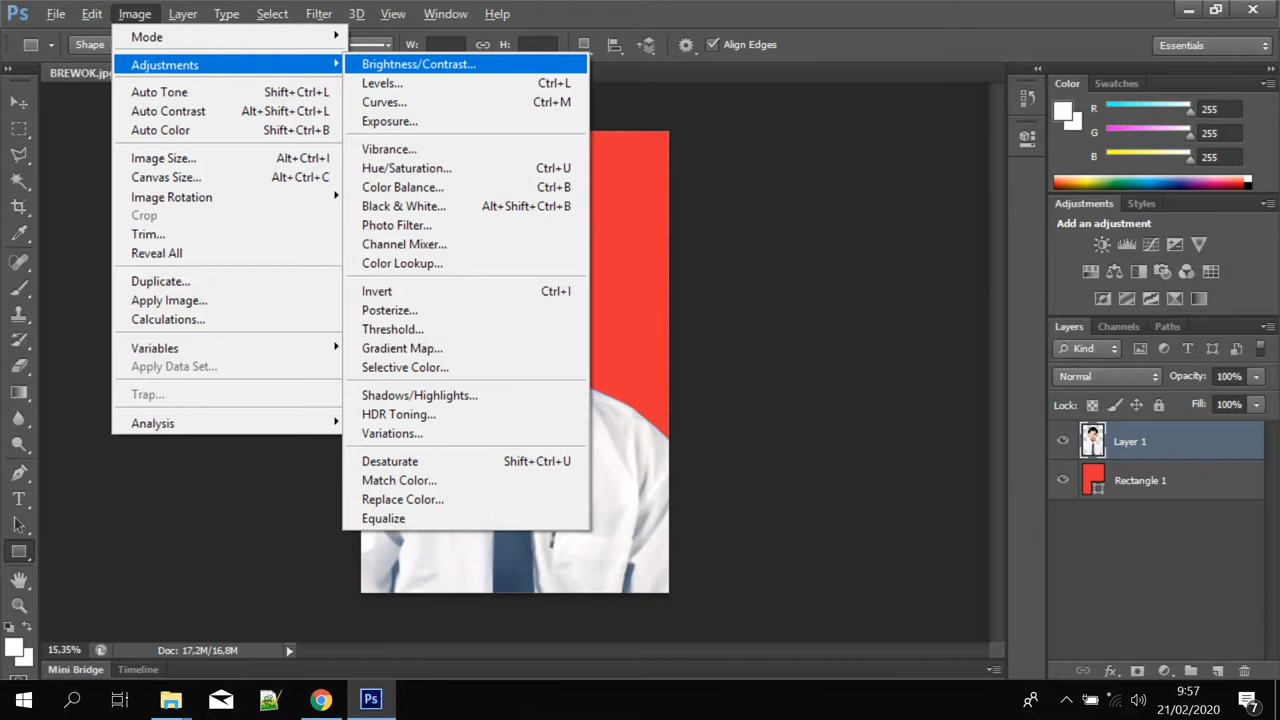 Ps File Edit Image Layer Type Select Filter 3D View Window Help
Shape W: H: Align Edges Essentials
BREWOK.jp
Mode
Adjustments
Auto Tone Shift+Ctrl+L
Auto Contrast Alt+Shift+Ctrl+L
Auto Color Shift+Ctrl+B
Image Size... Alt+Ctrl+I
Canvas Size... Alt+Ctrl+C
Image Rotation
Crop
Trim...
Reveal All
Duplicate...
Apply Image...
Calculations...
Variables
Apply Data Set...
Trap...
Analysis
Brightness/Contrast...
Levels... Ctrl+L
Curves... Ctrl+M
Exposure...
Vibrance...
Hue/Saturation... Ctrl+U
Color Balance... Ctrl+B
Black & White... Alt+Shift+Ctrl+B
Photo Filter...
Channel Mixer...
Color Lookup...
Invert Ctrl+I
Posterize...
Threshold...
Gradient Map...
Selective Color...
Shadows/Highlights...
HDR Toning...
Variations...
Desaturate Shift+Ctrl+U
Match Color...
Replace Color...
Equalize
Color Swatches
R 255
G 255
B 255
Adjustments Styles
Add an adjustment
Layers Channels Paths
Kind
Normal Opacity: 100%
Lock: Fill: 100%
Layer 1
Rectangle 1
15,35% Doc: 17,2M/16,8M
Mini Bridge Timeline
Ps
9:57
21/02/2020
7